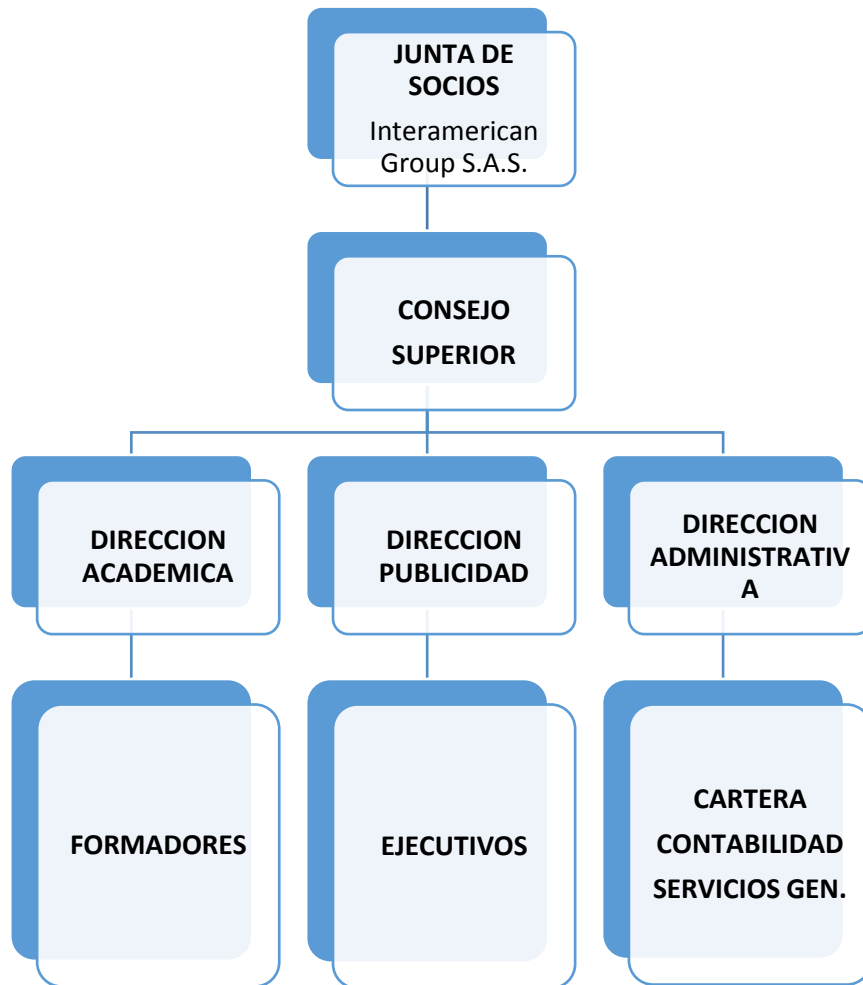 JUNTA DE
SOCIOS
Interamerican
Group S.A.S.
CONSEJO
SUPERIOR
DIRECCION
ACADEMICA
DIRECCION
PUBLICIDAD
DIRECCION
ADMINISTRATIV
A
FORMADORES
EJECUTIVOS
CARTERA
CONTABILIDAD
SERVICIOS GEN.